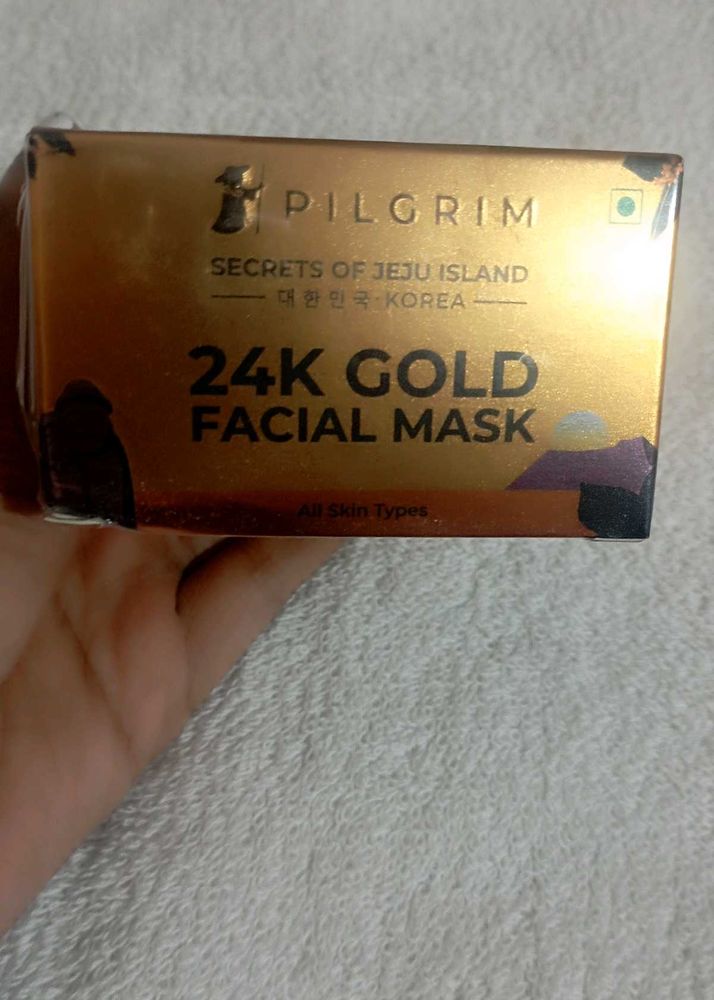 PILGRIM
SECRETS OF JEJU ISLAND
대한민국·KOREA
24K GOLD
FACIAL MASK
All Skin Types